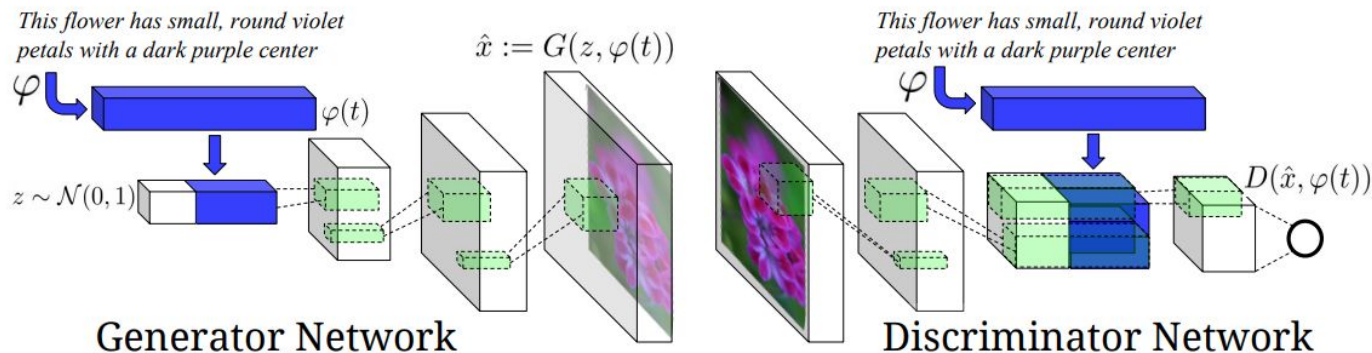 This flower has small, round violet
petals with a dark purple center
φ
φ(t)
z ∼ 𝒩(0, 1)
x̂ := G(z, φ(t))
Generator Network
This flower has small, round violet
petals with a dark purple center
φ
D(x̂, φ(t))
Discriminator Network